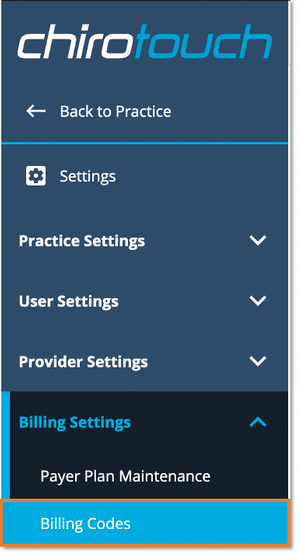 chirotouch
Back to Practice
Settings
Practice Settings
User Settings
Provider Settings
Billing Settings
Payer Plan Maintenance
Billing Codes